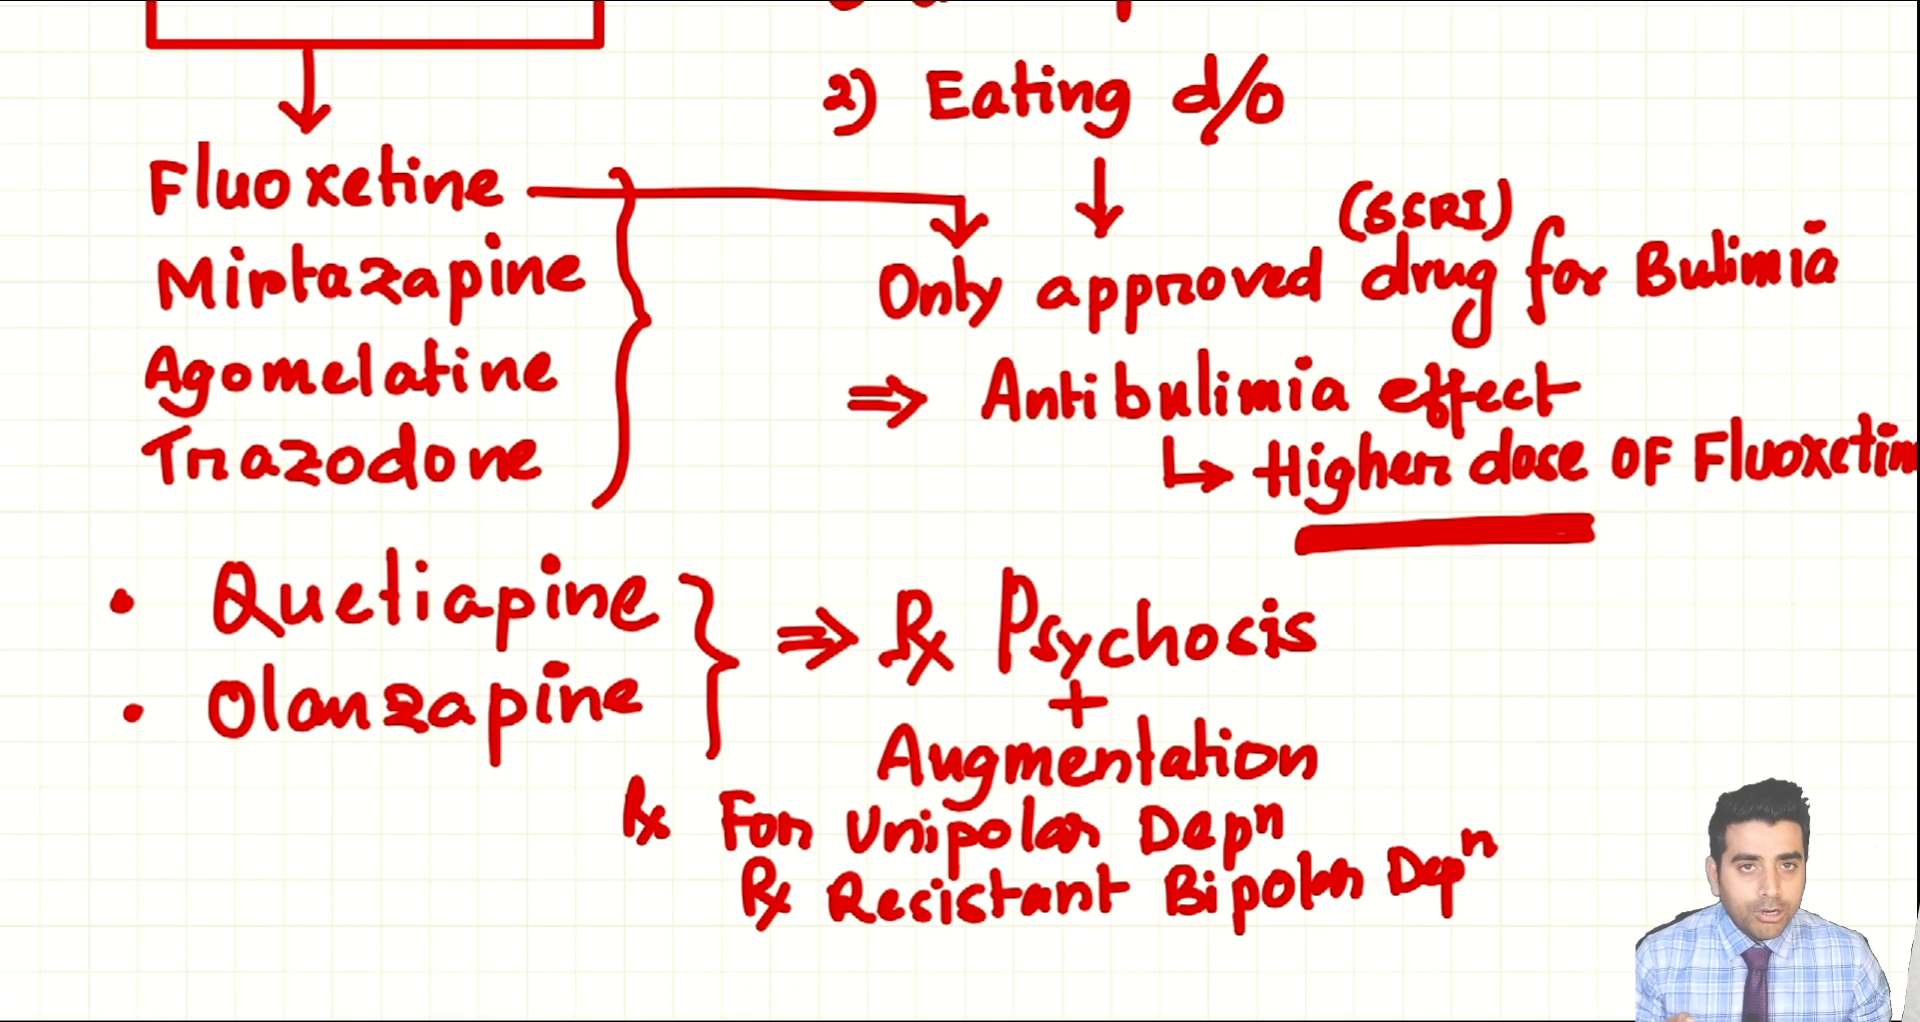 2) Eating d/o
Fluoxetine
(SSRI)
Mirtazapine
Only approved drug for Bulimia
Agomelatine
=> Antibulimia effect
Trazodone
↳ Higher dose of Fluoxetin
• Quetiapine
• Olanzapine
=> Rx Psychosis
+
Augmentation
Rx For Unipolar Depn
Rx Resistant Bipolar Depn